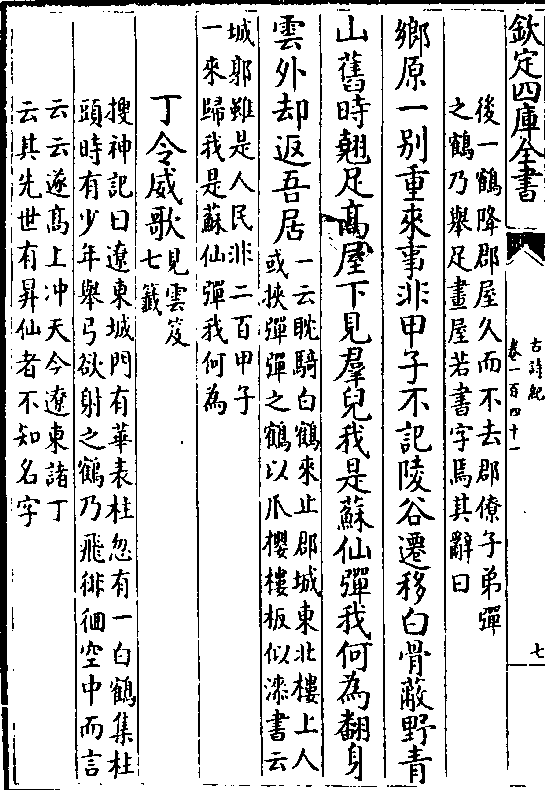 欽定四庫全書
古詩紀
卷一百四十一
七
後一鶴降郡屋久而不去郡僚子弟彈
之鶴乃舉足畫屋若書字焉其辭曰
鄉原一别重來事非甲子不記陵谷遷移白骨蔽野青
山舊時翹足高屋下見羣兒我是蘇仙彈我何為翻身
雲外却返吾居
一云眈騎白鶴來止郡城東北樓上人
或挾彈彈之鶴以爪攫樓板似漆書云
城郭雖是人民非二百甲子
一來歸我是蘇仙彈我何為
丁令威歌
見雲笈
七籖
搜神記曰遼東城門有華表柱忽有一白鶴集柱
頭時有少年舉弓欲射之鶴乃飛徘徊空中而言
云云遂高上冲天今遼東諸丁
云其先世有昇仙者不知名字